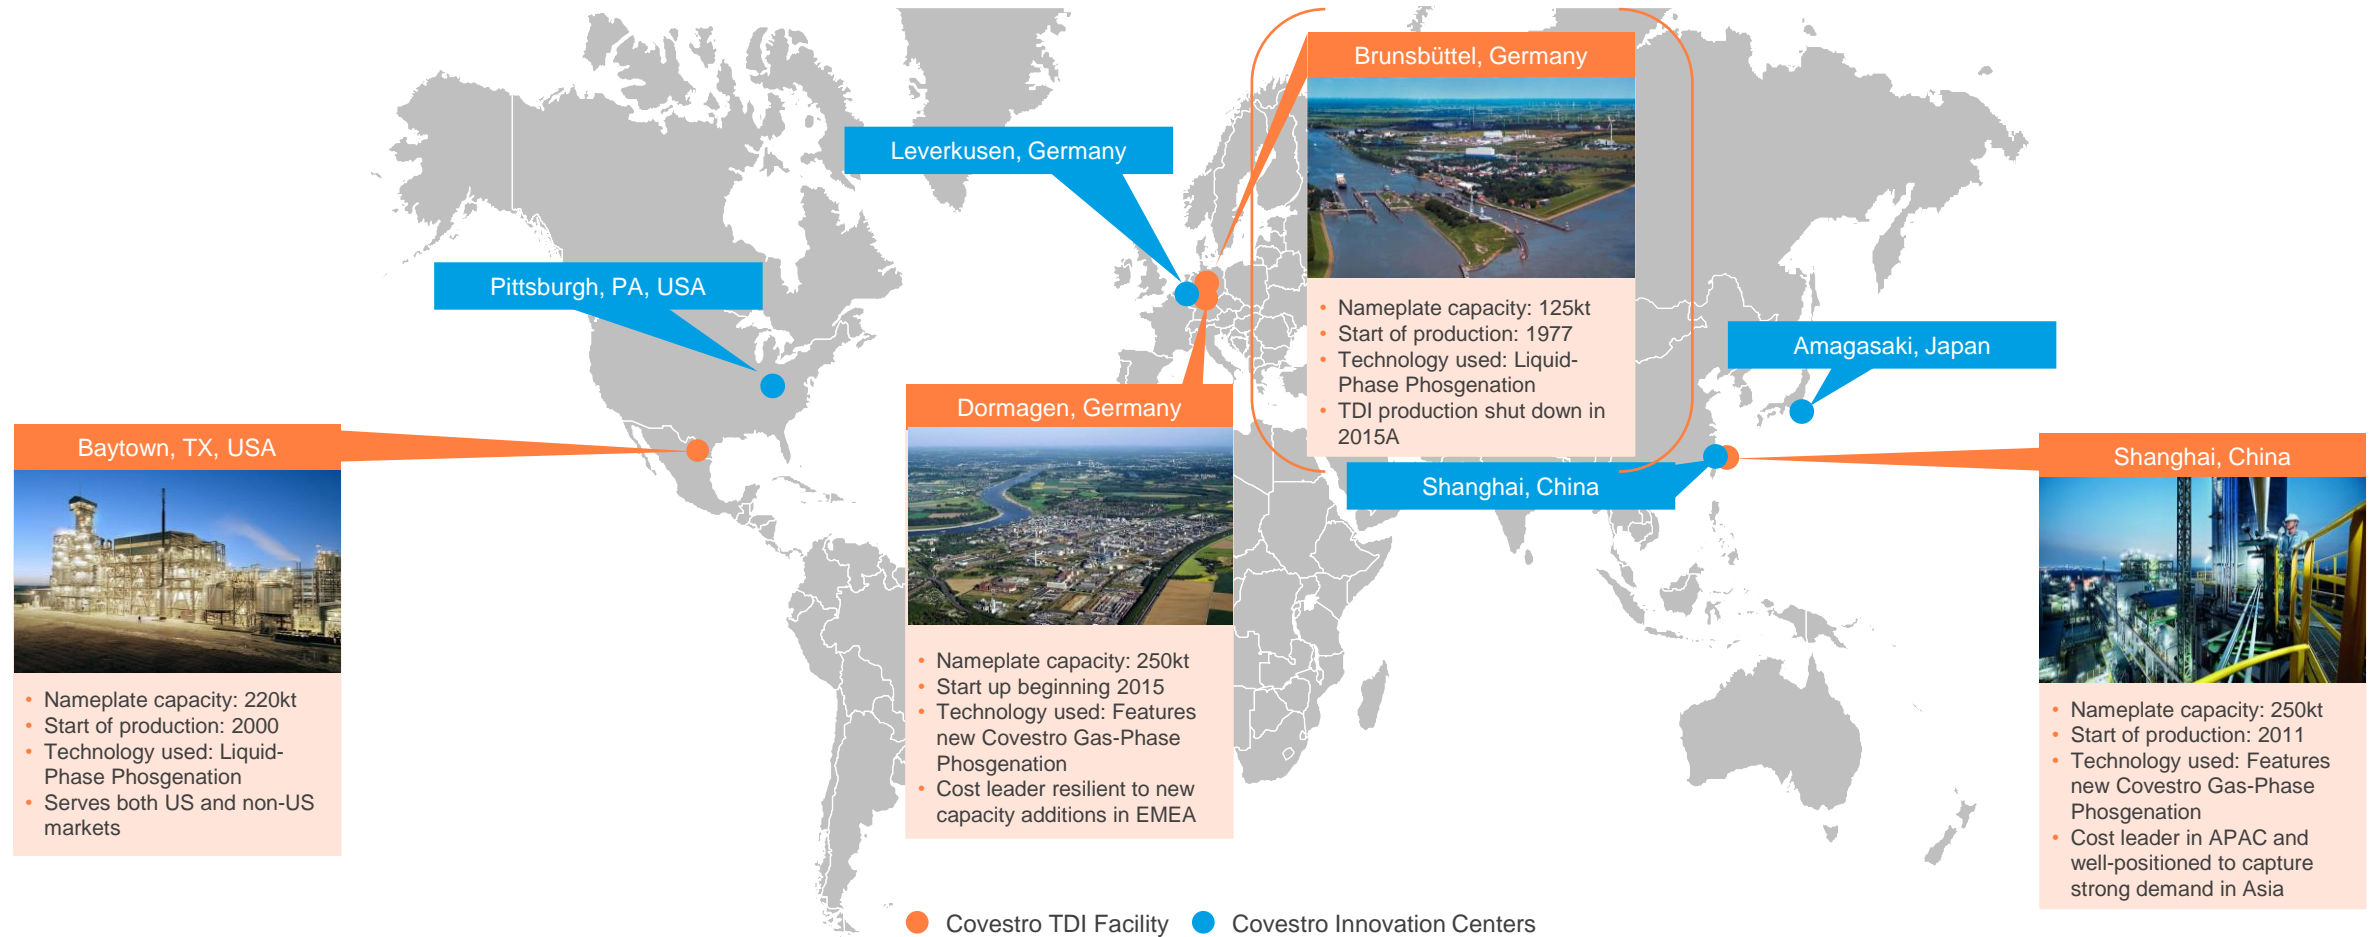 Brunsbüttel, Germany
• Nameplate capacity: 125kt
• Start of production: 1977
• Technology used: Liquid-
Phase Phosgenation
• TDI production shut down in
2015A
Leverkusen, Germany
Pittsburgh, PA, USA
Amagasaki, Japan
Shanghai, China
Baytown, TX, USA
• Nameplate capacity: 220kt
• Start of production: 2000
• Technology used: Liquid-
Phase Phosgenation
• Serves both US and non-US
markets
Dormagen, Germany
• Nameplate capacity: 250kt
• Start up beginning 2015
• Technology used: Features
new Covestro Gas-Phase
Phosgenation
• Cost leader resilient to new
capacity additions in EMEA
Shanghai, China
• Nameplate capacity: 250kt
• Start of production: 2011
• Technology used: Features
new Covestro Gas-Phase
Phosgenation
• Cost leader in APAC and
well-positioned to capture
strong demand in Asia
Covestro TDI Facility
Covestro Innovation Centers